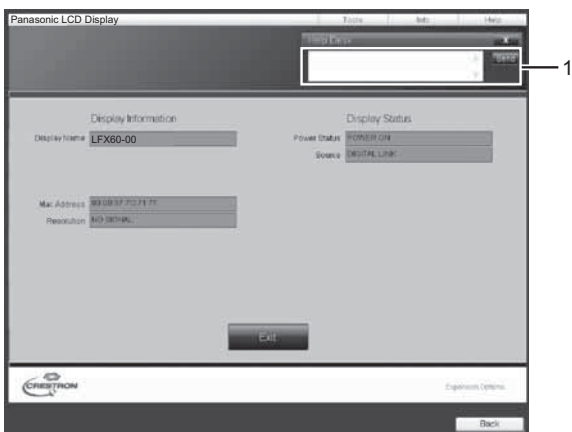 Panasonic LCD Display
Tools Info Help
Help Desk X
Send
1
Display Information
Display Status
Display Name LFX60-00
Power Status POWER ON
Source DIGITAL LINK
Mac Address
Resolution NO SIGNAL
Exit
CRESTRON
Expansion Options
Back